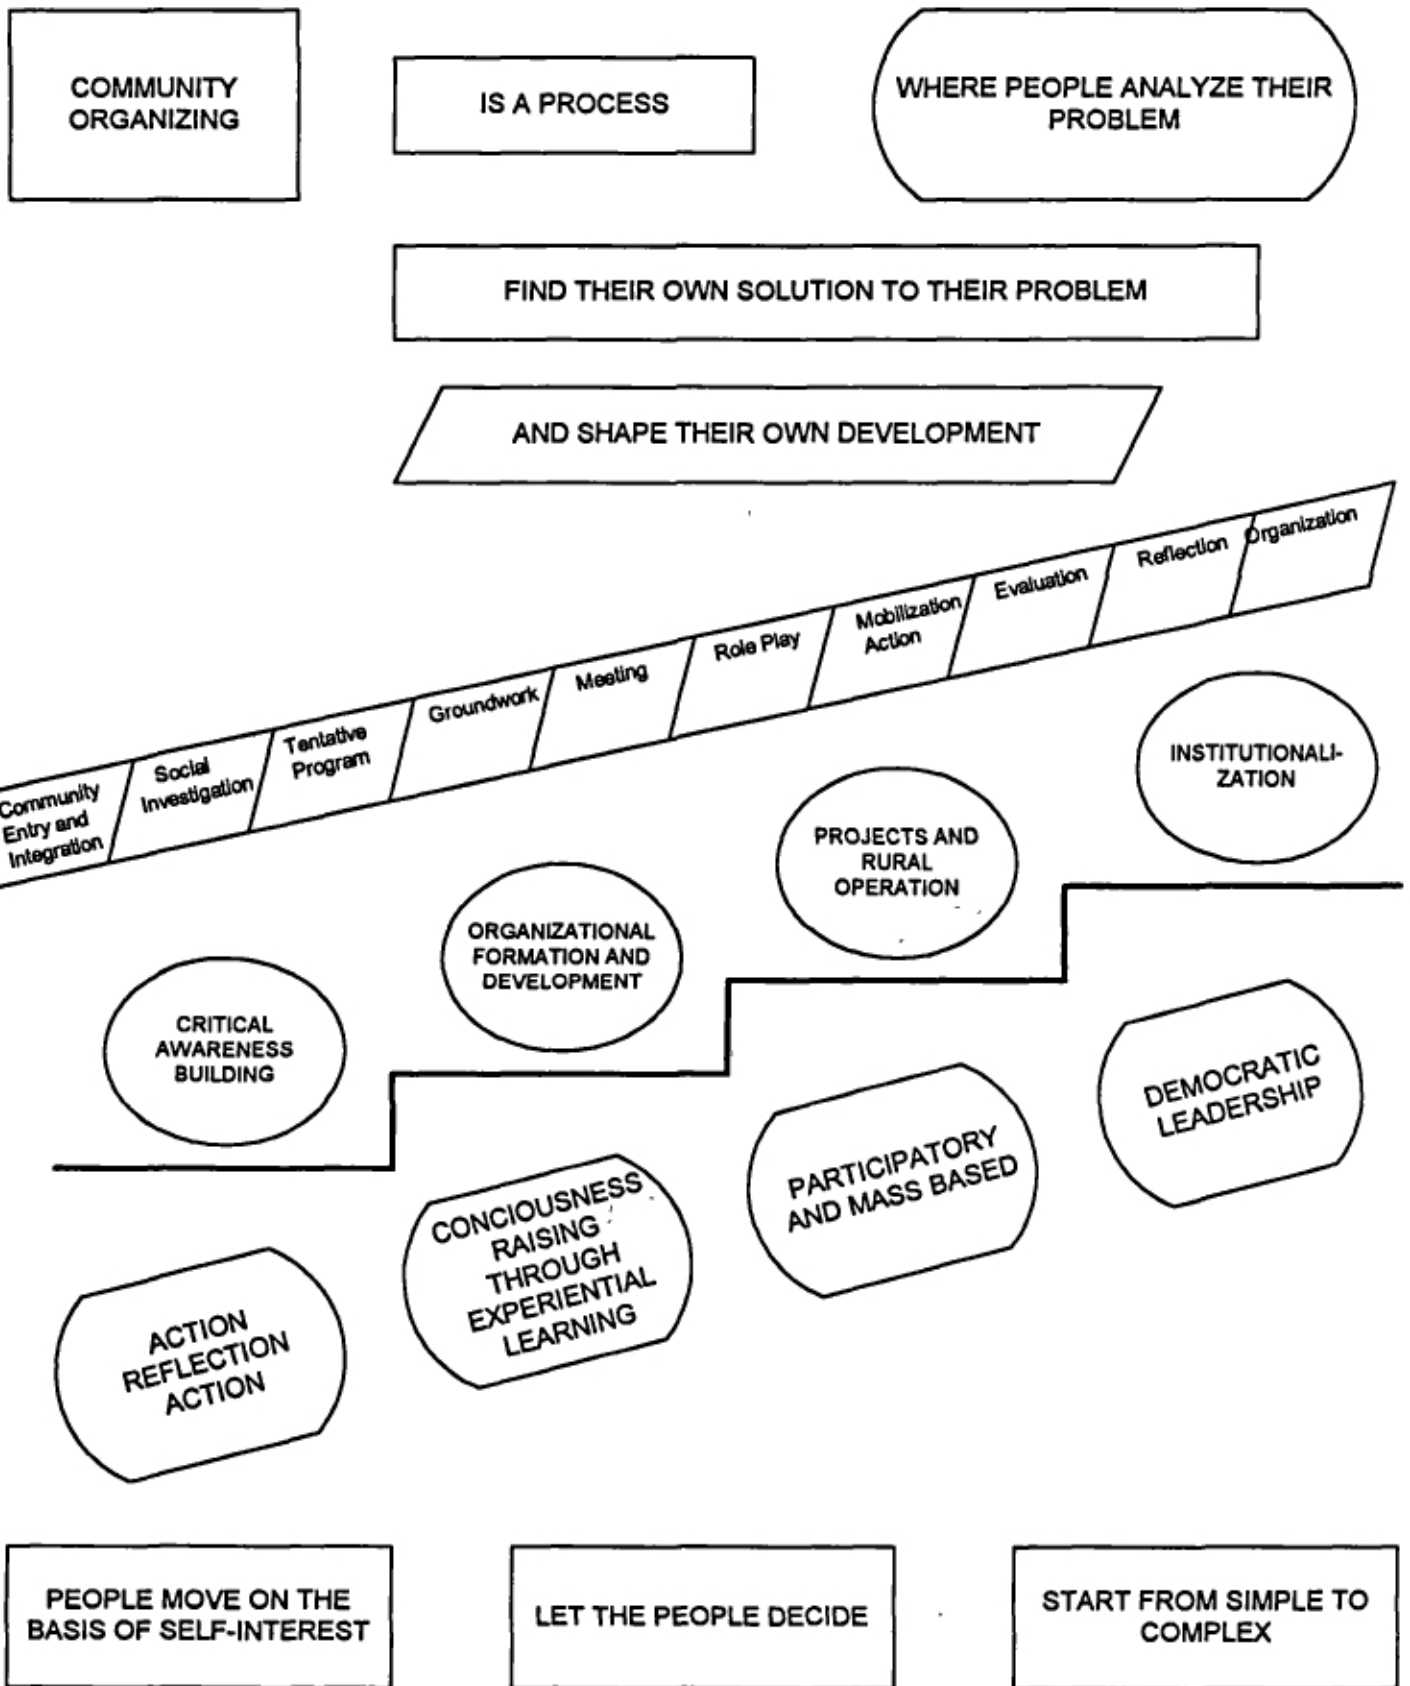 COMMUNITY
ORGANIZING
IS A PROCESS
WHERE PEOPLE ANALYZE THEIR
PROBLEM
FIND THEIR OWN SOLUTION TO THEIR PROBLEM
AND SHAPE THEIR OWN DEVELOPMENT
Community
Entry and
Integration
Social
Investigation
Tentative
Program
Groundwork
Meeting
Role Play
Mobilization
Action
Evaluation
Reflection
Organization
CRITICAL
AWARENESS
BUILDING
ORGANIZATIONAL
FORMATION AND
DEVELOPMENT
PROJECTS AND
RURAL
OPERATION
INSTITUTIONALI-
ZATION
ACTION
REFLECTION
ACTION
CONCIOUSNESS
RAISING
THROUGH
EXPERIENTIAL
LEARNING
PARTICIPATORY
AND MASS BASED
DEMOCRATIC
LEADERSHIP
PEOPLE MOVE ON THE
BASIS OF SELF-INTEREST
LET THE PEOPLE DECIDE
START FROM SIMPLE TO
COMPLEX